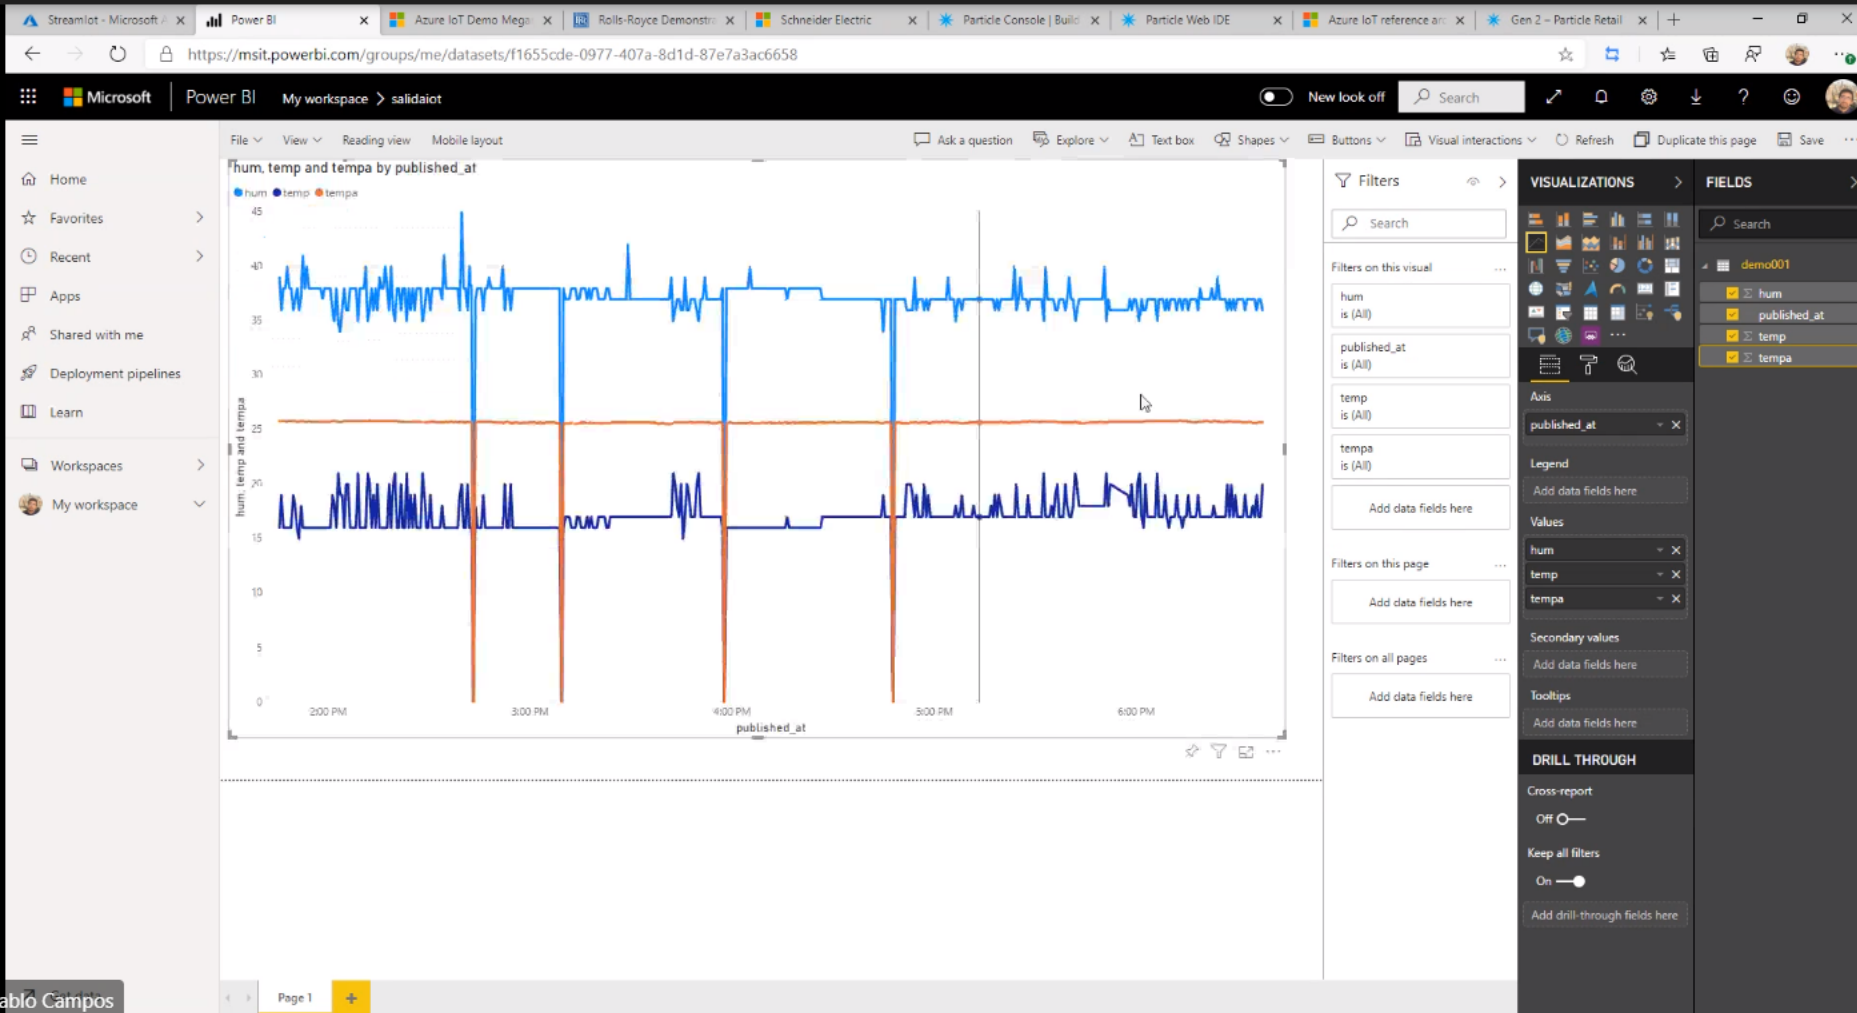 StreamIot - Microsoft A
Power BI
Azure IoT Demo Mega
Rolls-Royce Demonstra
Schneider Electric
Particle Console | Build
Particle Web IDE
Azure IoT reference arc
Gen 2 – Particle Retail
https://msit.powerbi.com/groups/me/datasets/f1655cde-0977-407a-8d1d-87e7a3ac6658
Microsoft
Power BI
My workspace > salidaiot
New look off
Search
File
View
Reading view
Mobile layout
Ask a question
Explore
Text box
Shapes
Buttons
Visual interactions
Refresh
Duplicate this page
Save
Home
Favorites
Recent
Apps
Shared with me
Deployment pipelines
Learn
Workspaces
My workspace
ablo Campos
hum, temp and tempa by published_at
hum temp tempa
45
40
35
30
25
20
15
10
5
0
hum, temp and tempa
2:00 PM
3:00 PM
4:00 PM
5:00 PM
6:00 PM
published_at
Page 1
Filters
Search
Filters on this visual
hum
is (All)
published_at
is (All)
temp
is (All)
tempa
is (All)
Add data fields here
Filters on this page
Add data fields here
Filters on all pages
Add data fields here
VISUALIZATIONS
Axis
published_at
Legend
Add data fields here
Values
hum
temp
tempa
Secondary values
Add data fields here
Tooltips
Add data fields here
DRILL THROUGH
Cross-report
Off
Keep all filters
On
Add drill-through fields here
FIELDS
Search
demo001
hum
published_at
temp
tempa